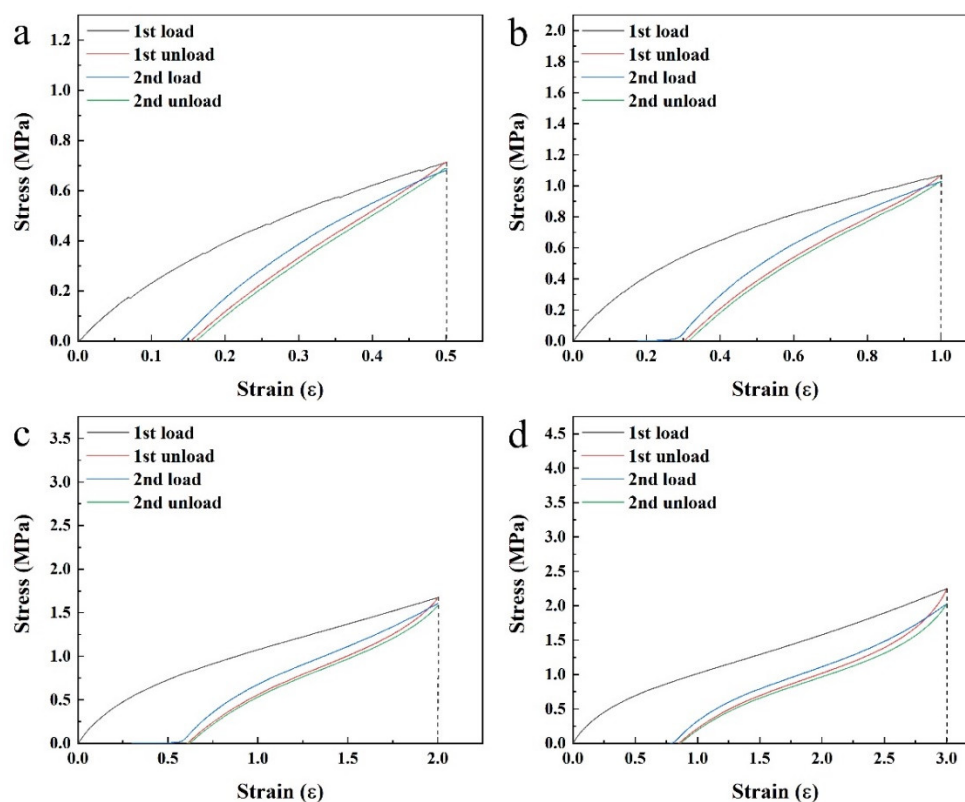 a
1st load
1st unload
2nd load
2nd unload
1.2
1.0
0.8
0.6
0.4
0.2
0.0
Stress (MPa)
0.0 0.1 0.2 0.3 0.4 0.5
Strain (ε)
b
1st load
1st unload
2nd load
2nd unload
2.0
1.8
1.6
1.4
1.2
1.0
0.8
0.6
0.4
0.2
0.0
Stress (MPa)
0.0 0.2 0.4 0.6 0.8 1.0
Strain (ε)
c
1st load
1st unload
2nd load
2nd unload
3.5
3.0
2.5
2.0
1.5
1.0
0.5
0.0
Stress (MPa)
0.0 0.5 1.0 1.5 2.0
Strain (ε)
d
1st load
1st unload
2nd load
2nd unload
4.5
4.0
3.5
3.0
2.5
2.0
1.5
1.0
0.5
0.0
Stress (MPa)
0.0 0.5 1.0 1.5 2.0 2.5 3.0
Strain (ε)